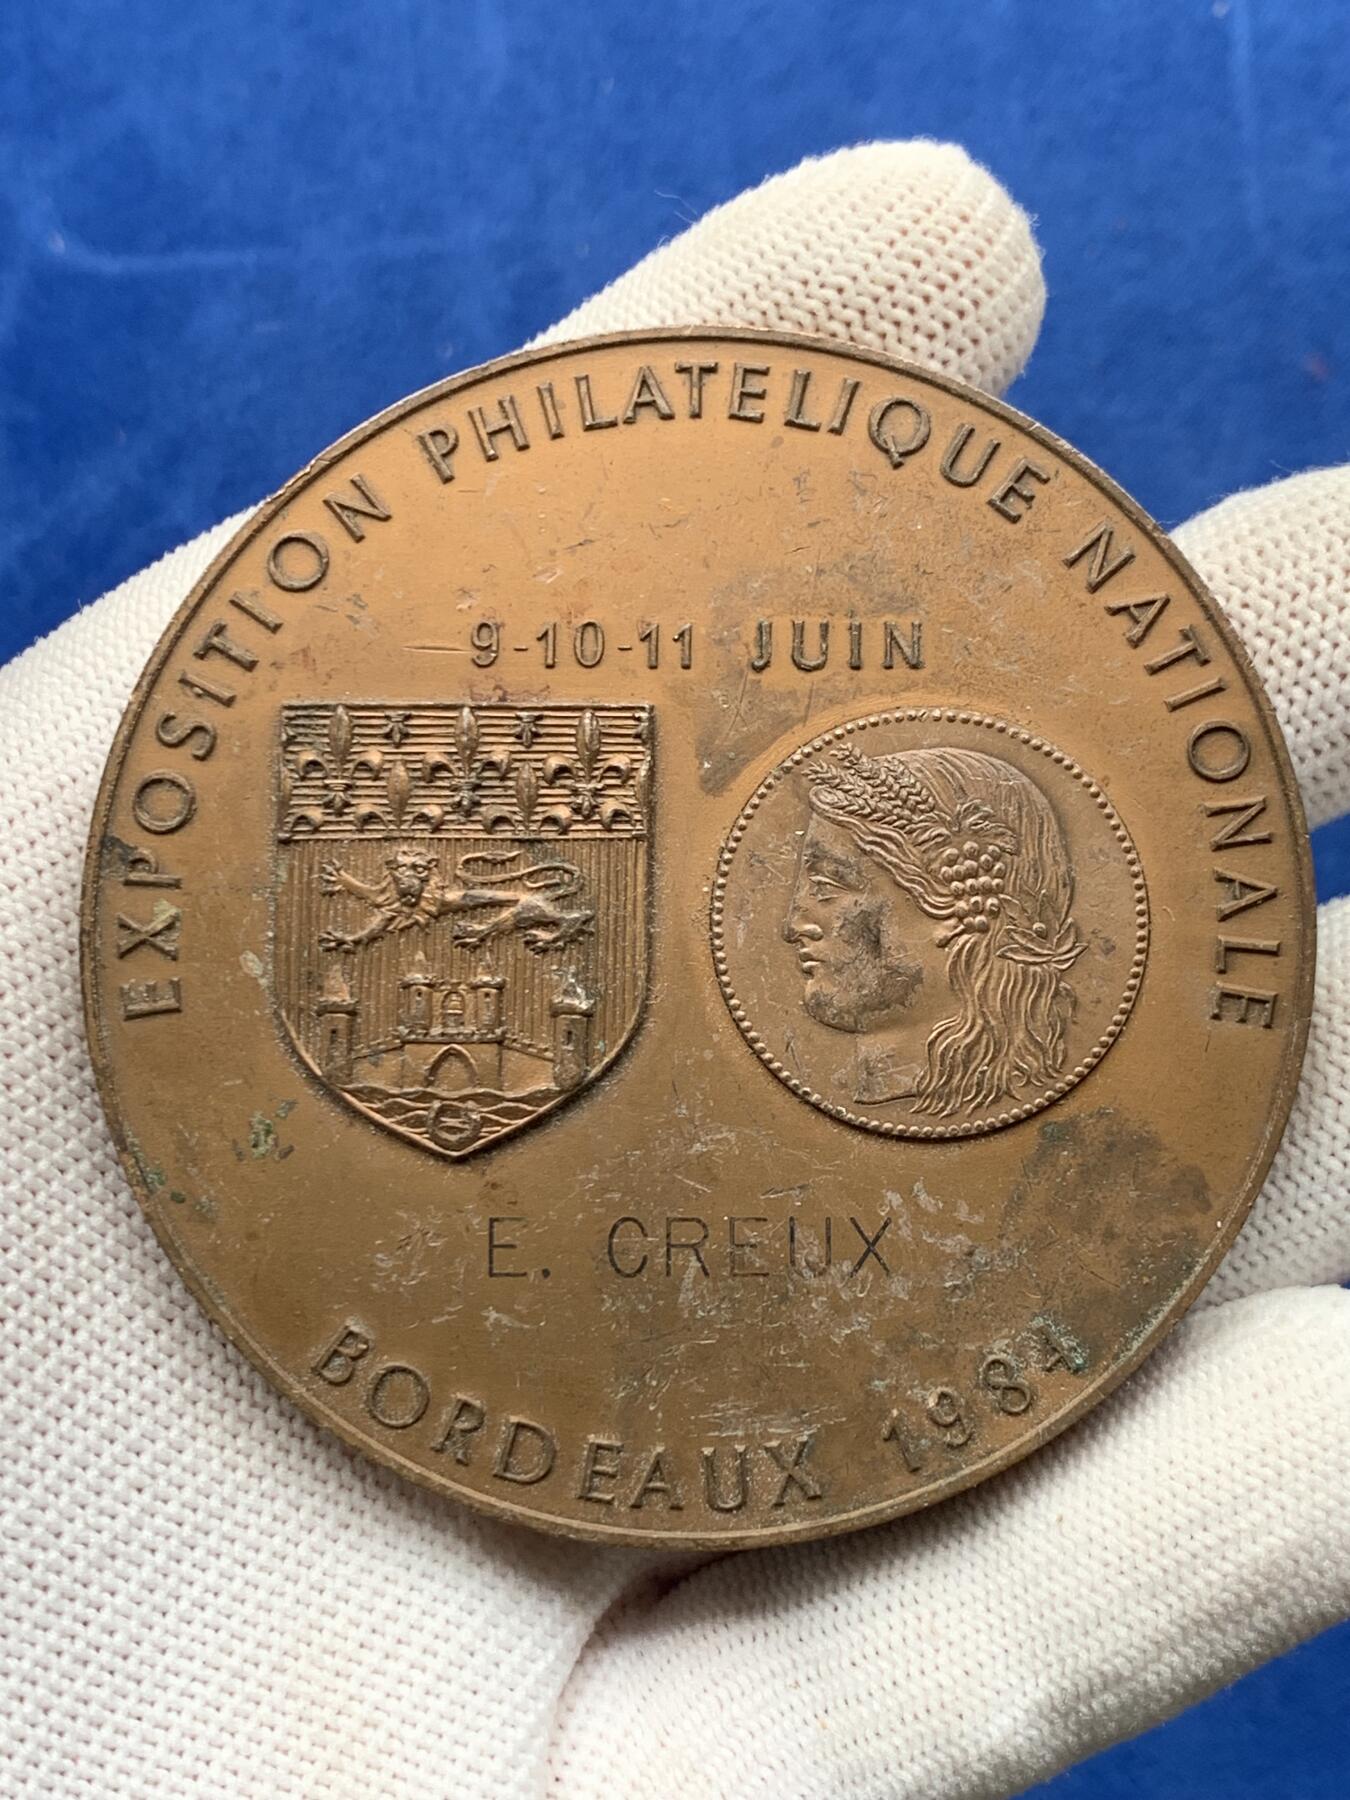 EXPOSITION PHILATELIQUE NATIONALE
9-10-11 JUIN
E. CREUX
BORDEAUX 1984